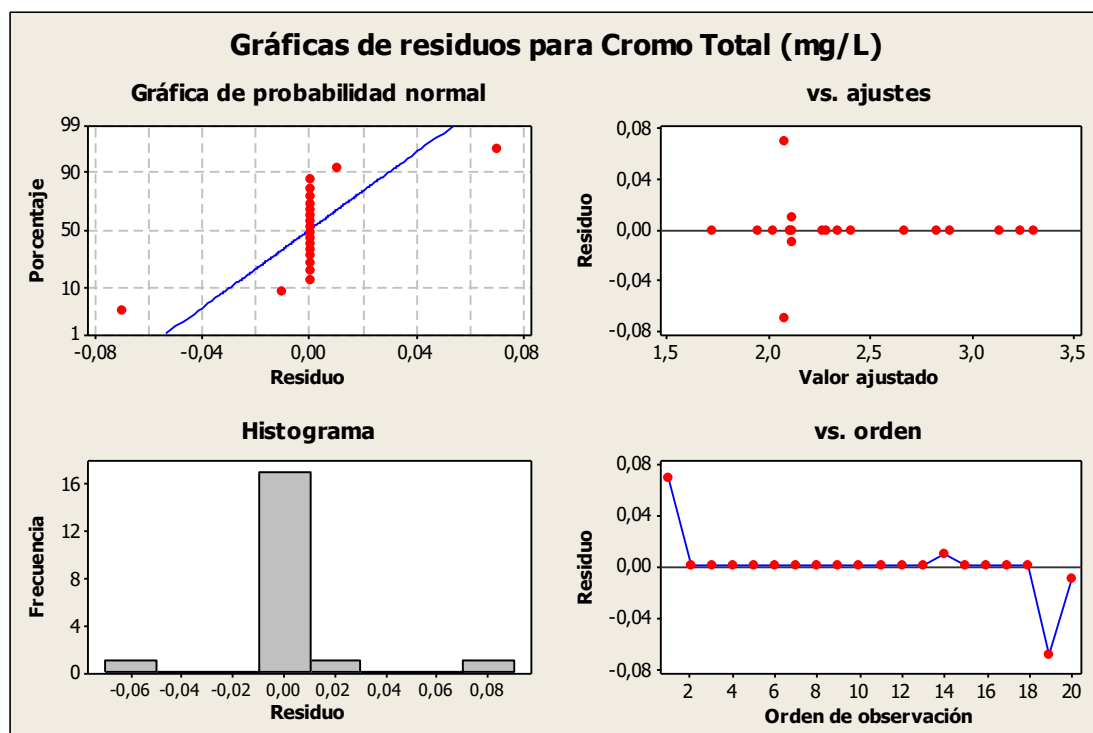 Gráficas de residuos para Cromo Total (mg/L)
Gráfica de probabilidad normal
99
90
50
10
1
Porcentaje
-0,08 -0,04 0,00 0,04 0,08
Residuo
vs. ajustes
0,08
0,04
0,00
-0,04
-0,08
Residuo
1,5 2,0 2,5 3,0 3,5
Valor ajustado
Histograma
16
12
8
4
0
Frecuencia
-0,06 -0,04 -0,02 0,00 0,02 0,04 0,06 0,08
Residuo
vs. orden
0,08
0,04
0,00
-0,04
-0,08
Residuo
2 4 6 8 10 12 14 16 18 20
Orden de observación